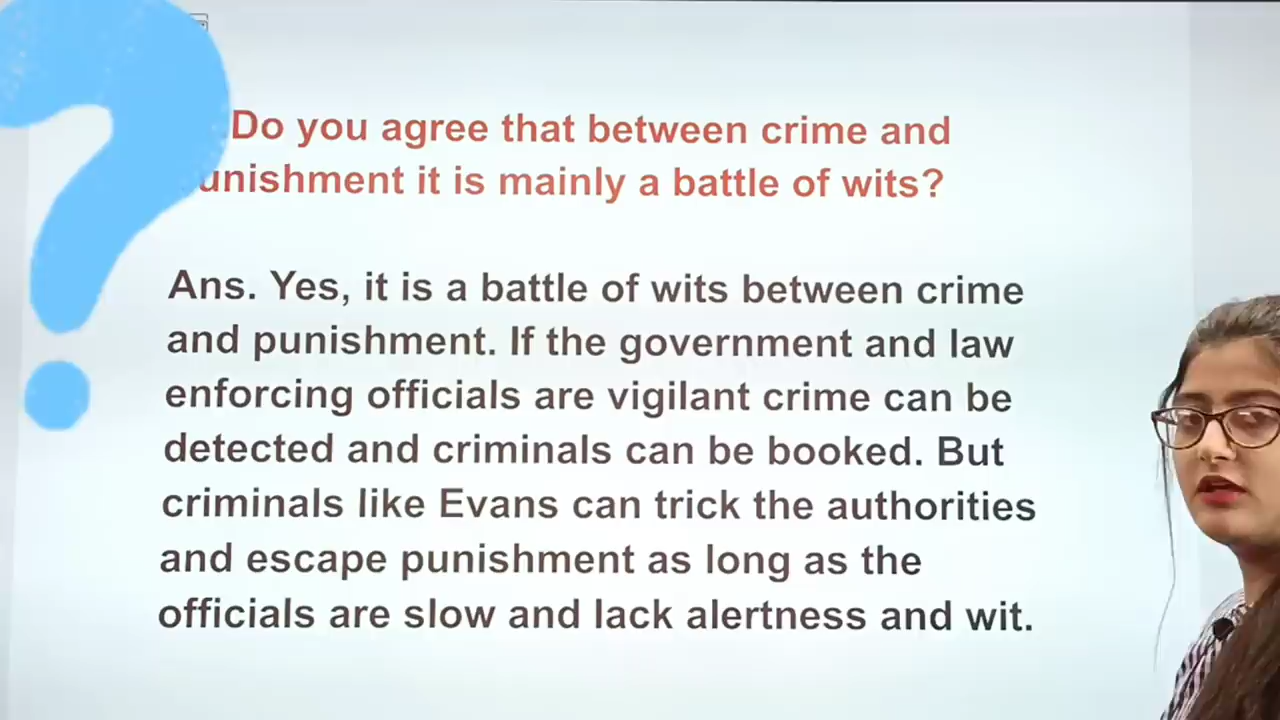 Do you agree that between crime and
unishment it is mainly a battle of wits?
Ans. Yes, it is a battle of wits between crime
and punishment. If the government and law
enforcing officials are vigilant crime can be
detected and criminals can be booked. But
criminals like Evans can trick the authorities
and escape punishment as long as the
officials are slow and lack alertness and wit.